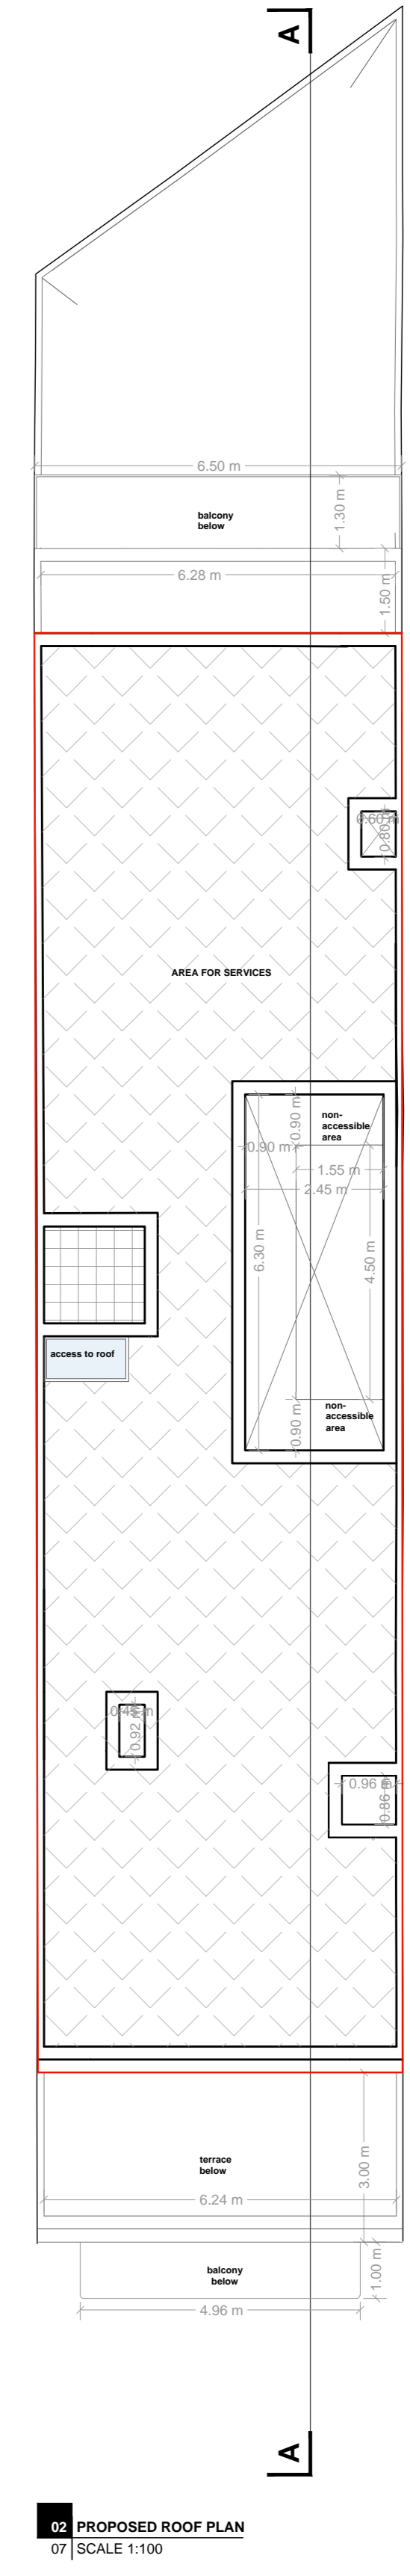 A
6.50 m
1.30 m
balcony
below
6.28 m
1.50 m
0.60 m
0.80 m
AREA FOR SERVICES
0.90 m
non-
accessible
area
0.90 m
1.55 m
2.45 m
6.30 m
4.50 m
access to roof
0.90 m
non-
accessible
area
0.92 m
0.96 m
0.86 m
terrace
below
3.00 m
6.24 m
balcony
below
1.00 m
4.96 m
A
02 PROPOSED ROOF PLAN
07 SCALE 1:100